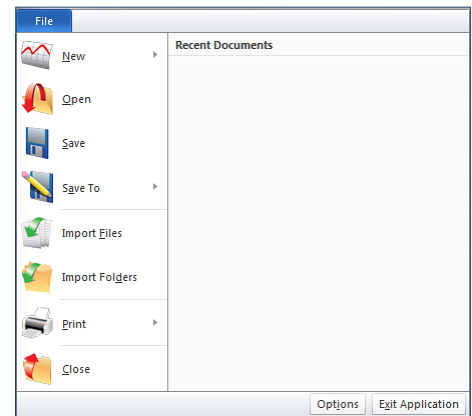 File
New
Open
Save
Save To
Import Files
Import Folders
Print
Close
Recent Documents
Options
Exit Application